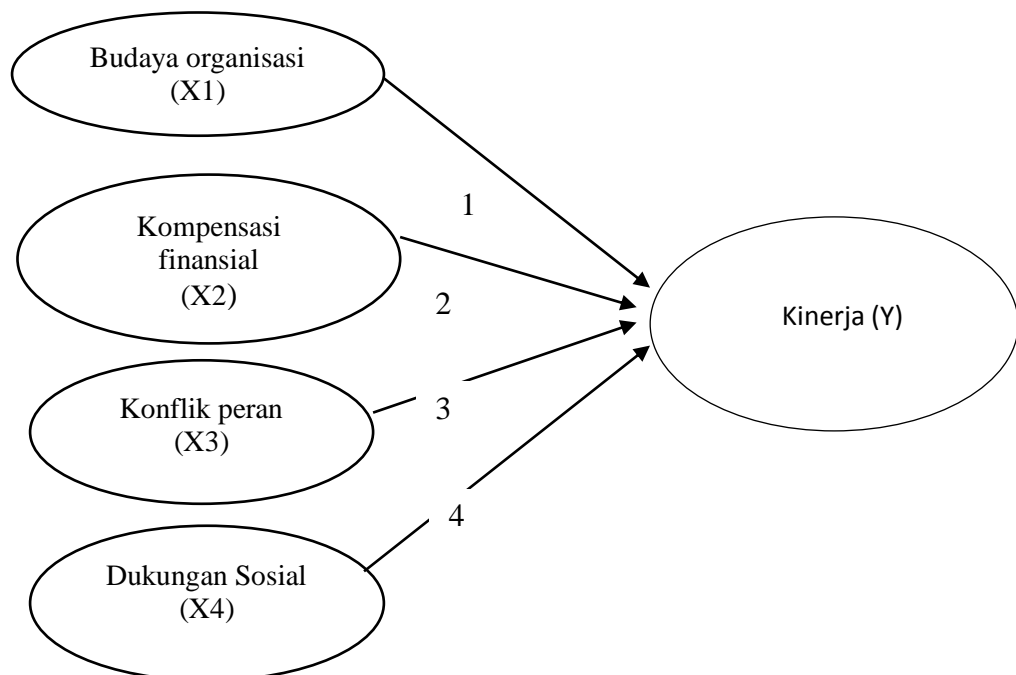 Budaya organisasi
(X1)
1
Kompensasi
finansial
(X2)
2
Kinerja (Y)
Konflik peran
(X3)
3
4
Dukungan Sosial
(X4)